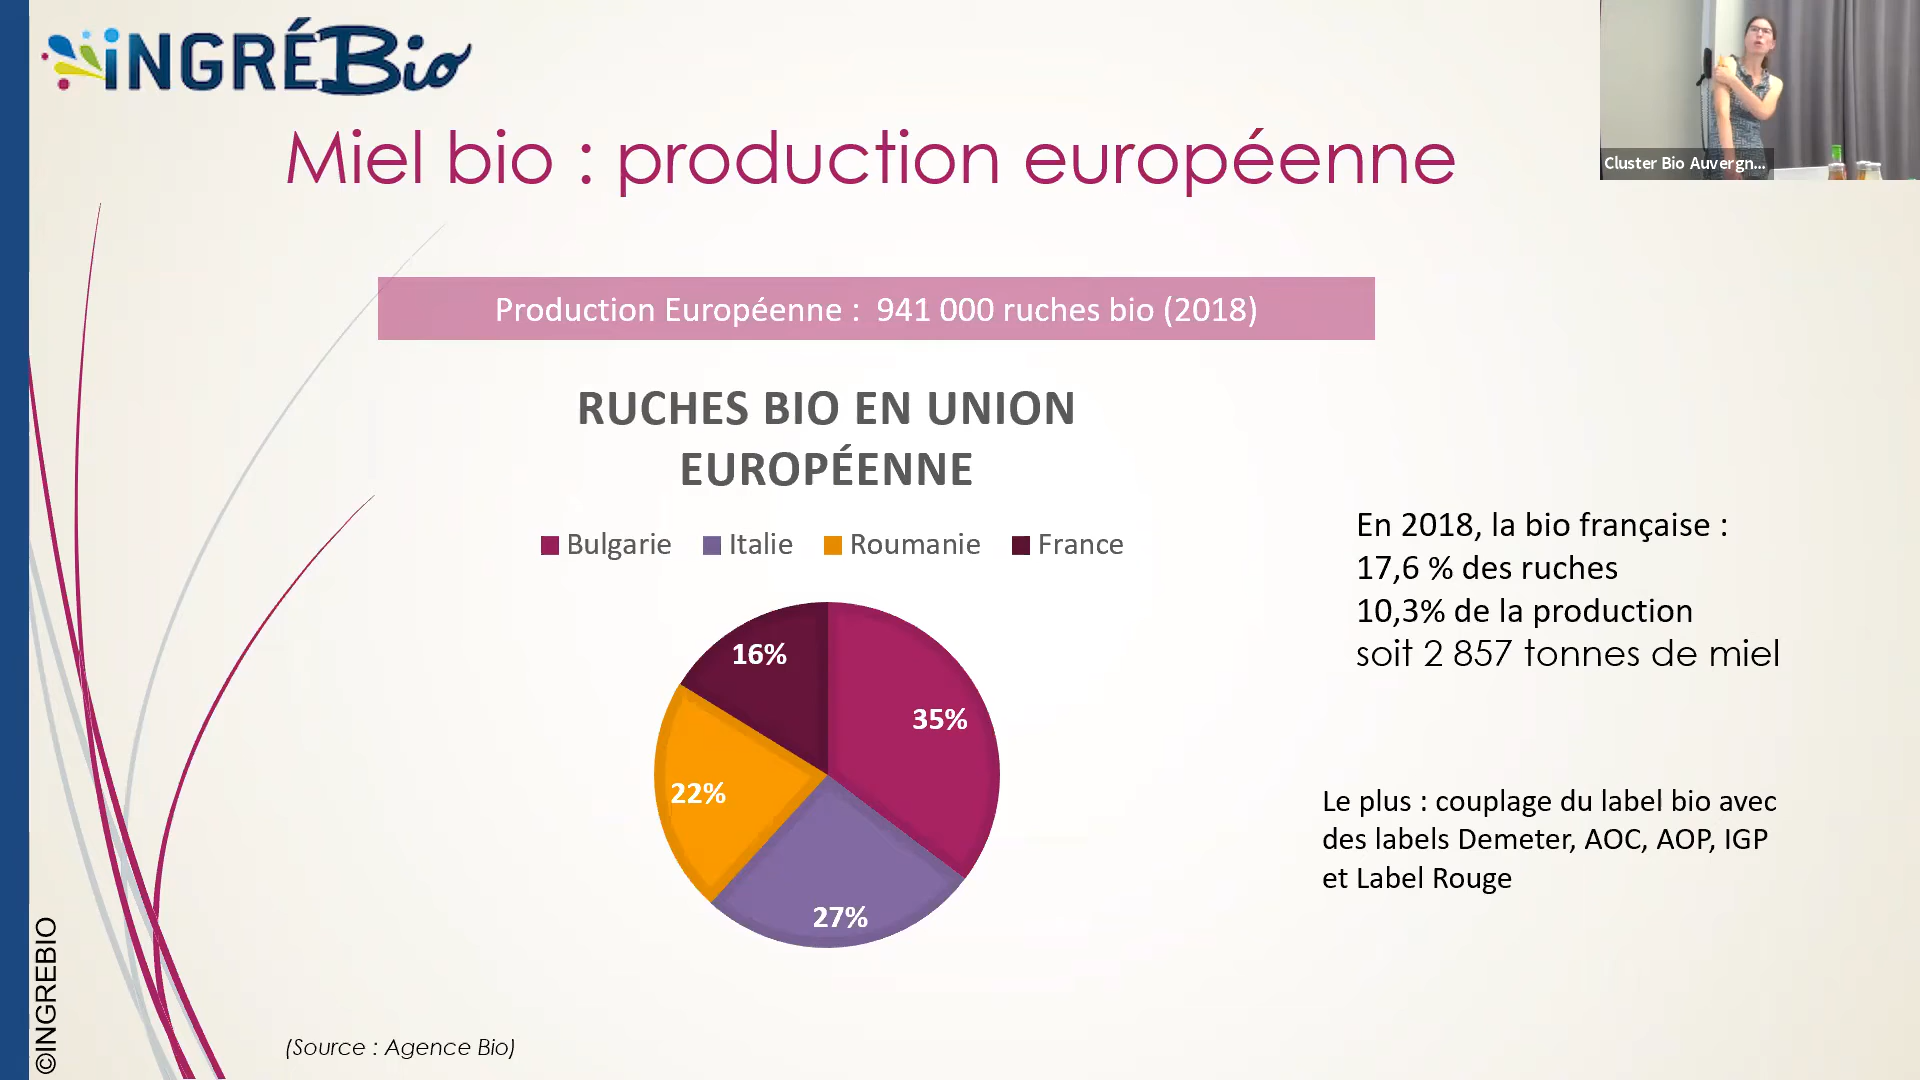 iNGRÉBio
Cluster Bio Auvergn...
Miel bio : production européenne
Production Européenne : 941 000 ruches bio (2018)
RUCHES BIO EN UNION
EUROPÉENNE
Bulgarie Italie Roumanie France
16%
35%
22%
27%
En 2018, la bio française :
17,6 % des ruches
10,3% de la production
soit 2 857 tonnes de miel
Le plus : couplage du label bio avec
des labels Demeter, AOC, AOP, IGP
et Label Rouge
©INGREBIO
(Source : Agence Bio)